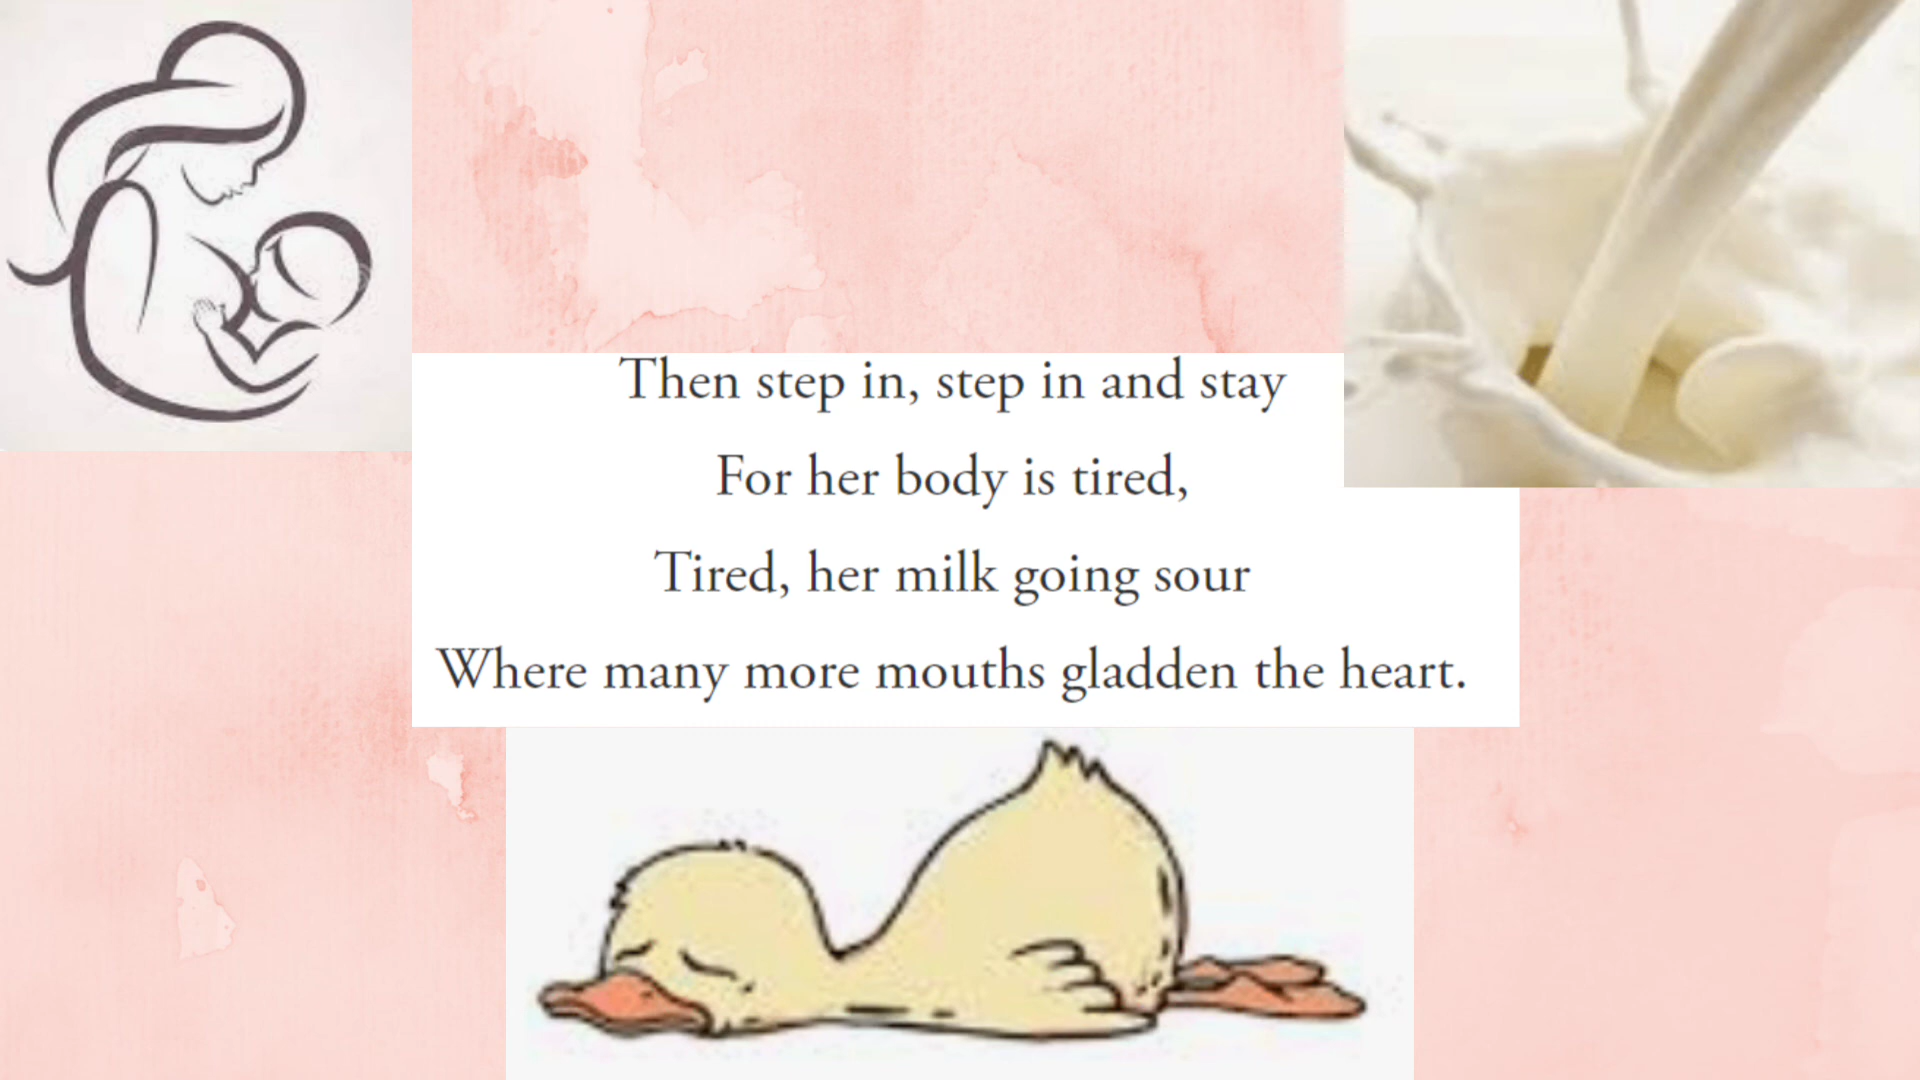 Then step in, step in and stay
For her body is tired,
Tired, her milk going sour
Where many more mouths gladden the heart.